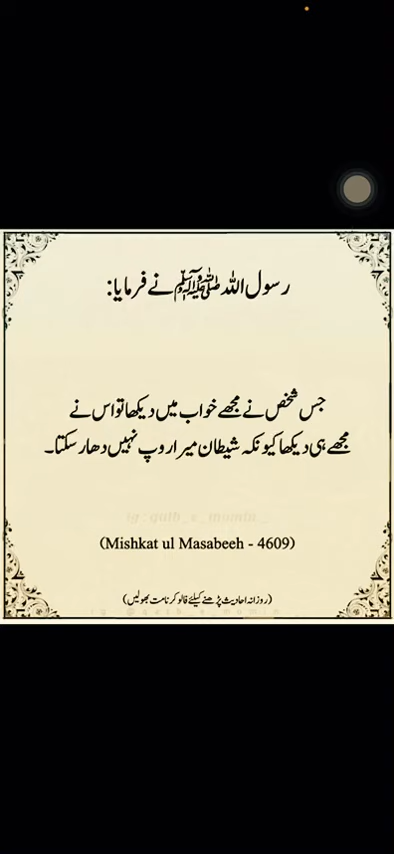 رسول اللہ ﷺ نے فرمایا:
جس شخص نے مجھے خواب میں دیکھا تو اس نے
مجھے ہی دیکھا کیونکہ شیطان میرا روپ نہیں دھار سکتا۔
ig : qalb_e_momin_
(Mishkat ul Masabeeh - 4609)
(روزانہ احادیث پڑھنے کیلئے فالو کرنا مت بھولیں)